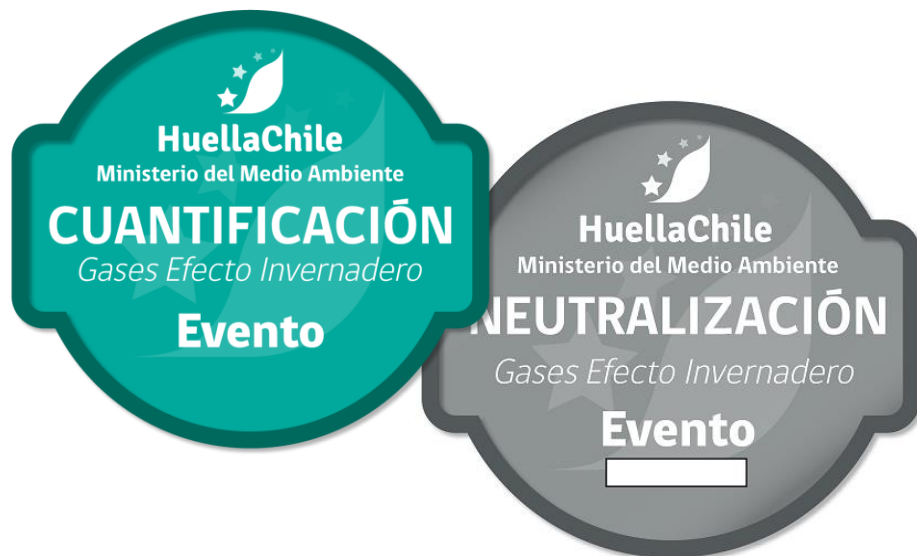 HuellaChile
Ministerio del Medio Ambiente
CUANTIFICACIÓN
Gases Efecto Invernadero
Evento
HuellaChile
Ministerio del Medio Ambiente
NEUTRALIZACIÓN
Gases Efecto Invernadero
Evento